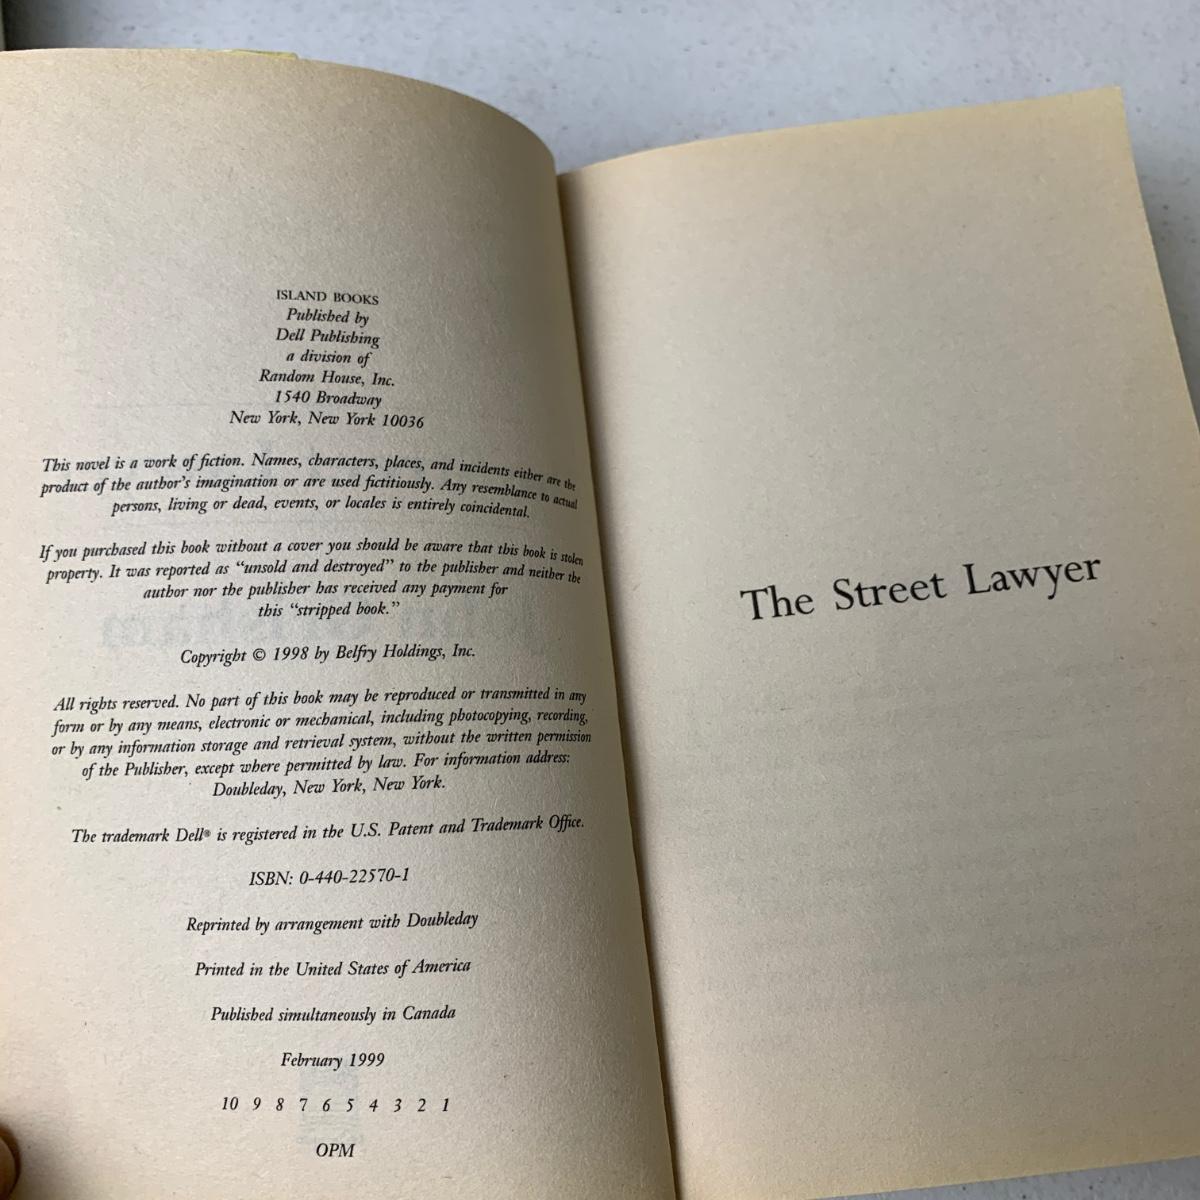 ISLAND BOOKS
Published by
Dell Publishing
a division of
Random House, Inc.
1540 Broadway
New York, New York 10036
This novel is a work of fiction. Names, characters, places, and incidents either are the
product of the author's imagination or are used fictitiously. Any resemblance to actual
persons, living or dead, events, or locales is entirely coincidental.
If you purchased this book without a cover you should be aware that this book is stolen
property. It was reported as “unsold and destroyed” to the publisher and neither the
author nor the publisher has received any payment for
this “stripped book.”
Copyright © 1998 by Belfry Holdings, Inc.
All rights reserved. No part of this book may be reproduced or transmitted in any
form or by any means, electronic or mechanical, including photocopying, recording,
or by any information storage and retrieval system, without the written permission
of the Publisher, except where permitted by law. For information address:
Doubleday, New York, New York.
The trademark Dell® is registered in the U.S. Patent and Trademark Office.
ISBN: 0-440-22570-1
Reprinted by arrangement with Doubleday
Printed in the United States of America
Published simultaneously in Canada
February 1999
10 9 8 7 6 5 4 3 2 1
OPM
The Street Lawyer